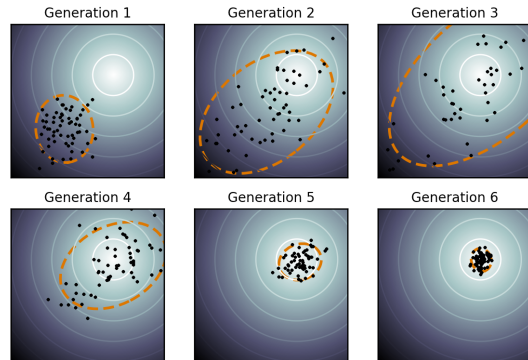 Generation 1
Generation 2
Generation 3
Generation 4
Generation 5
Generation 6